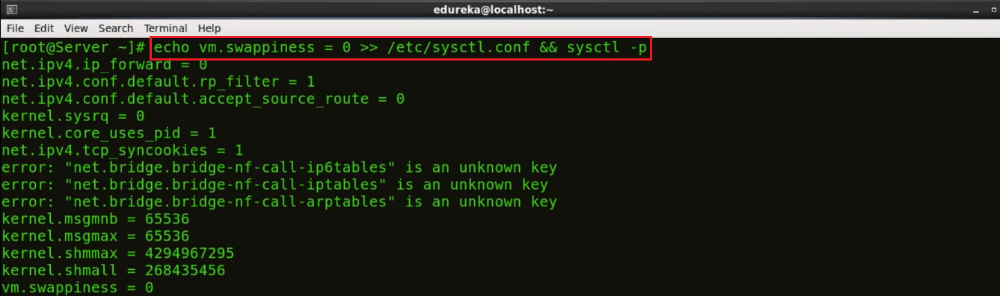 edureka@localhost:~
File Edit View Search Terminal Help
[root@Server ~]# echo vm.swappiness = 0 >> /etc/sysctl.conf && sysctl -p
net.ipv4.ip_forward = 0
net.ipv4.conf.default.rp_filter = 1
net.ipv4.conf.default.accept_source_route = 0
kernel.sysrq = 0
kernel.core_uses_pid = 1
net.ipv4.tcp_syncookies = 1
error: "net.bridge.bridge-nf-call-ip6tables" is an unknown key
error: "net.bridge.bridge-nf-call-iptables" is an unknown key
error: "net.bridge.bridge-nf-call-arptables" is an unknown key
kernel.msgmnb = 65536
kernel.msgmax = 65536
kernel.shmmax = 4294967295
kernel.shmall = 268435456
vm.swappiness = 0